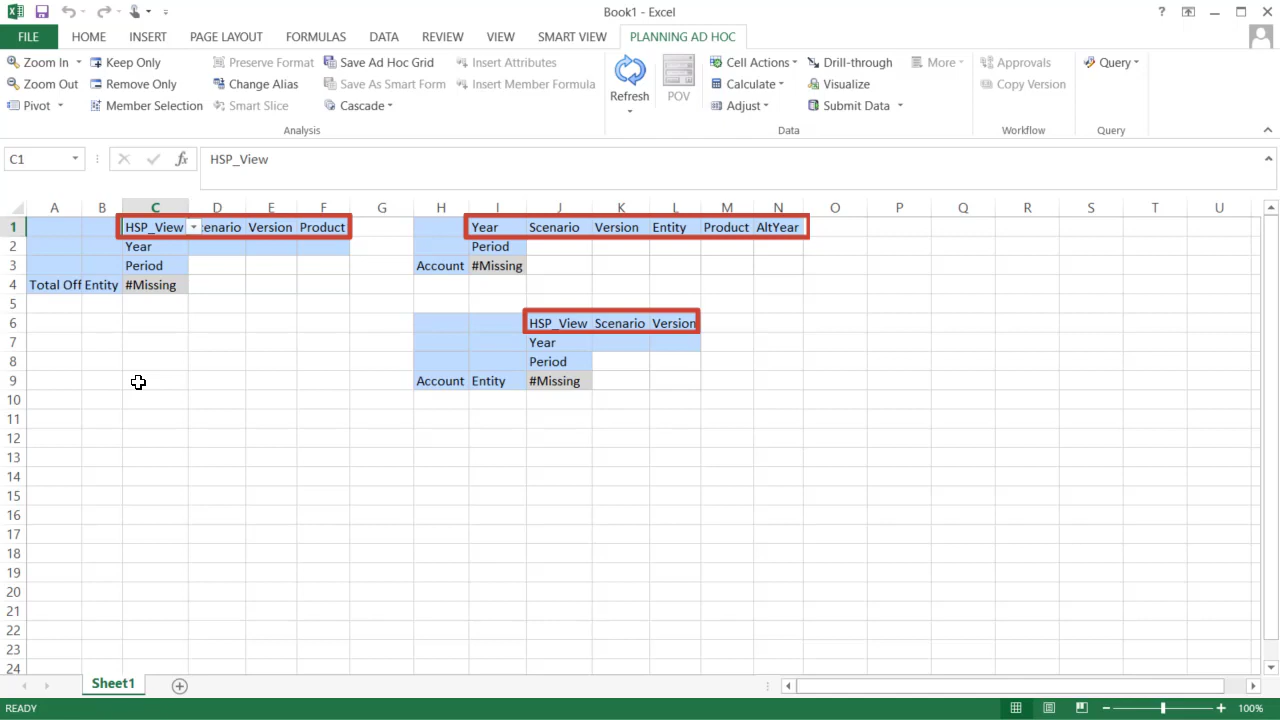 Book1 - Excel
?
FILE HOME INSERT PAGE LAYOUT FORMULAS DATA REVIEW VIEW SMART VIEW PLANNING AD HOC
Zoom In Keep Only Preserve Format Save Ad Hoc Grid Insert Attributes
Zoom Out Remove Only Change Alias Save As Smart Form Insert Member Formula
Pivot Member Selection Smart Slice Cascade
Analysis
Refresh POV
Cell Actions Drill-through More
Calculate Visualize
Adjust Submit Data
Data
Approvals
Copy Version
Workflow
Query
Query
C1 fx HSP_View
A B C D E F G H I J K L M N O P Q R S T U
1 HSP_View enario Version Product Year Scenario Version Entity Product AltYear
2 Year Period
3 Period Account #Missing
4 Total Off Entity #Missing
5
6 HSP_View Scenario Version
7 Year
8 Period
9 Account Entity #Missing
10
11
12
13
14
15
16
17
18
19
20
21
22
23
24
Sheet1
READY 100%